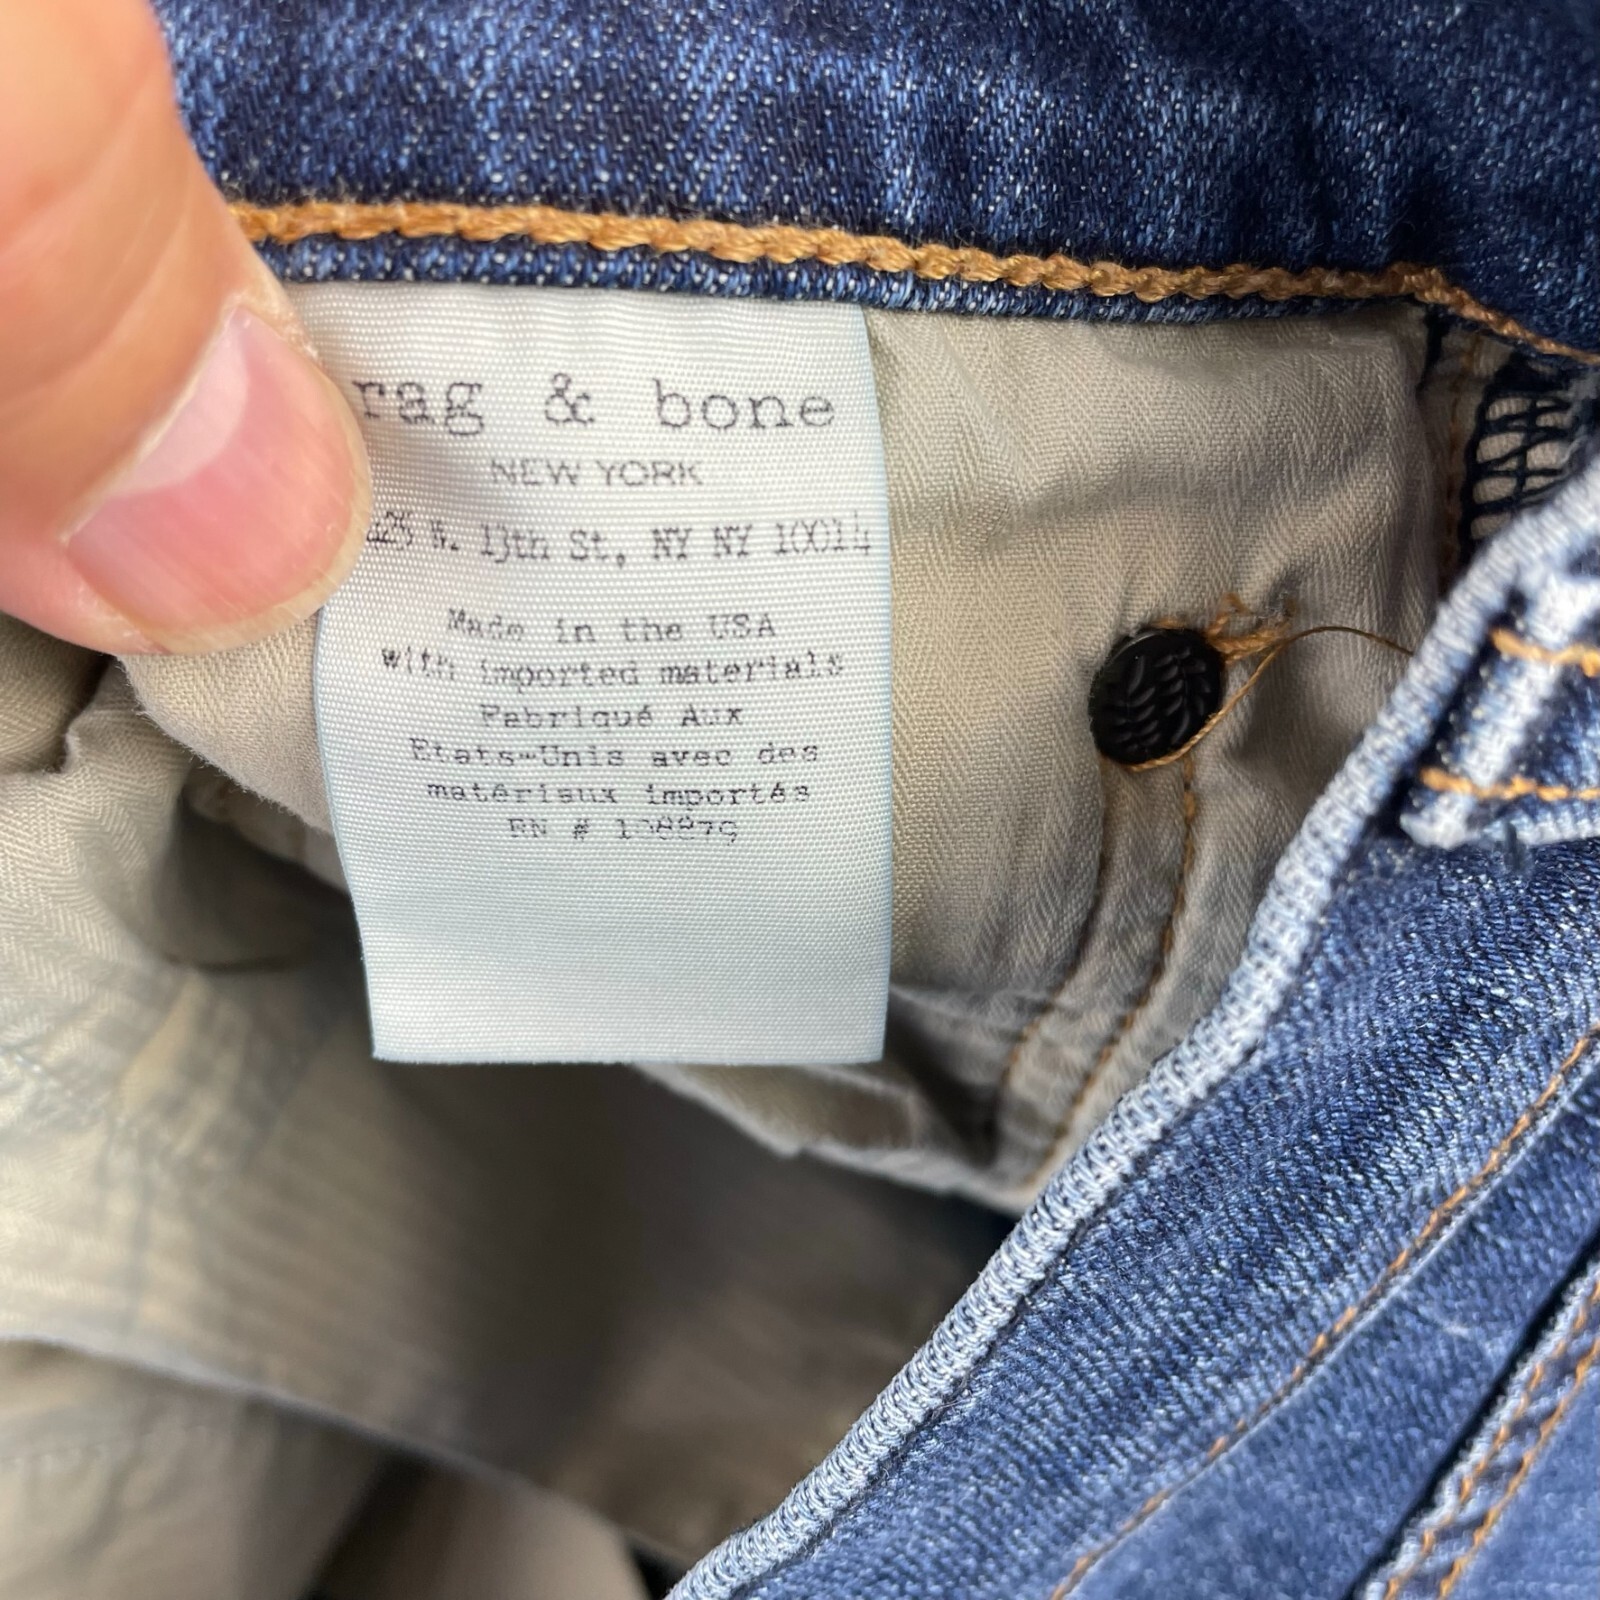 rag & bone
NEW YORK
425 W. 13th St, NY NY 10014
Made in the USA
with imported materials
Fabriqué Aux
Etats-Unis avec des
matériaux importés
RN # 108879